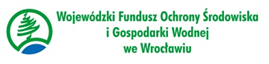 Wojewódzki Fundusz Ochrony Środowiska
i Gospodarki Wodnej
we Wrocławiu